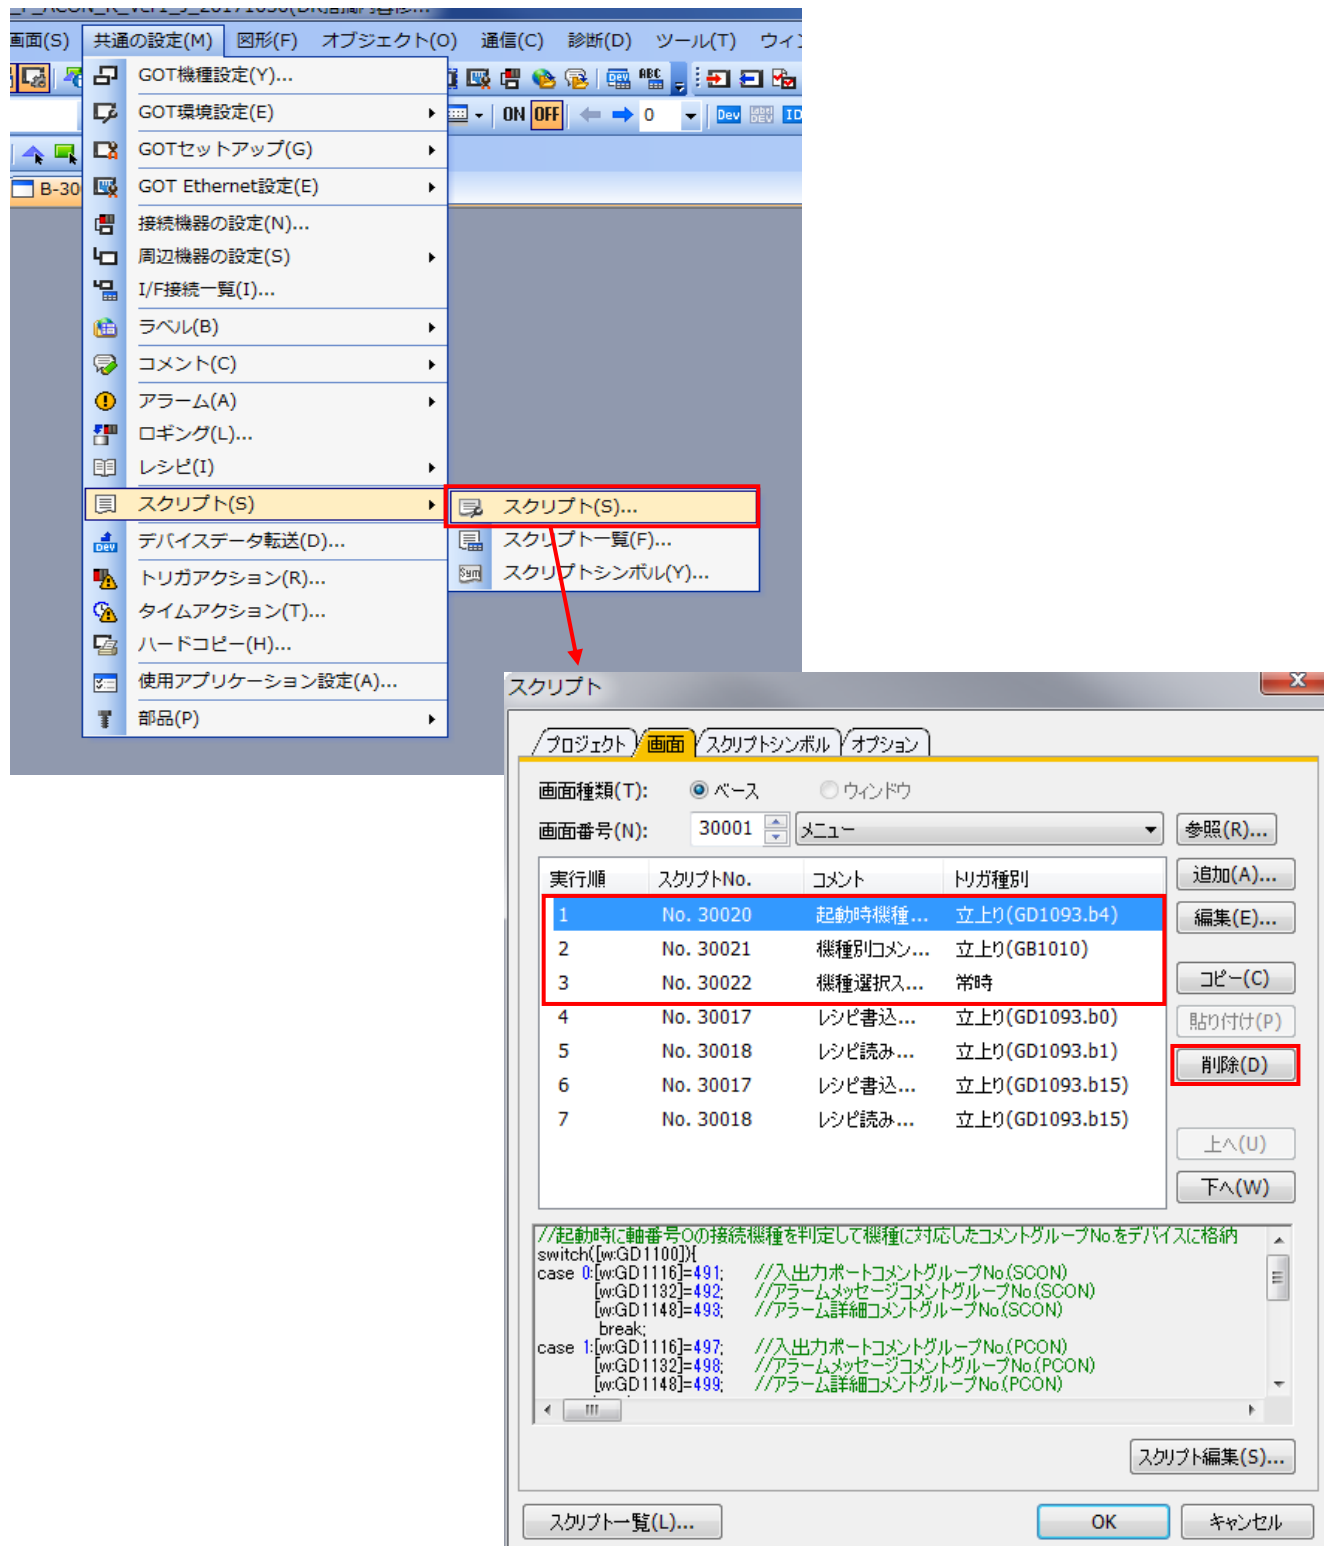 画面(S) 共通の設定(M) 図形(F) オブジェクト(O) 通信(C) 診断(D) ツール(T)
GOT機種設定(Y)...
GOT環境設定(E)
ON OFF 0 Dev ID
GOTセットアップ(G)
B-30
GOT Ethernet設定(E)
接続機器の設定(N)...
周辺機器の設定(S)
I/F接続一覧(I)...
ラベル(B)
コメント(C)
アラーム(A)
ロギング(L)...
レシピ(I)
スクリプト(S)
スクリプト(S)...
スクリプト一覧(F)...
スクリプトシンボル(Y)...
デバイスデータ転送(D)...
トリガアクション(R)...
タイムアクション(T)...
ハードコピー(H)...
使用アプリケーション設定(A)...
部品(P)
スクリプト
プロジェクト 画面 スクリプトシンボル オプション
画面種類(T): ベース ウィンドウ
画面番号(N): 30001 メニュー 参照(R)...
実行順 スクリプトNo. コメント トリガ種別 追加(A)...
1 No. 30020 起動時機種... 立上り(GD1093.b4) 編集(E)...
2 No. 30021 機種別コメン... 立上り(GB1010)
3 No. 30022 機種選択ス... 常時 コピー(C)
4 No. 30017 レシピ書込... 立上り(GD1093.b0) 貼り付け(P)
5 No. 30018 レシピ読み... 立上り(GD1093.b1) 削除(D)
6 No. 30017 レシピ書込... 立上り(GD1093.b15)
7 No. 30018 レシピ読み... 立上り(GD1093.b15)
上へ(U)
下へ(W)
//起動時に軸番号0の接続機種を判定して機種に対応したコメントグループNo.をデバイスに格納
switch([w:GD1100]){
case 0:[w:GD1116]=491; //入出力ポートコメントグループNo.(SCON)
[w:GD1132]=492; //アラームメッセージコメントグループNo.(SCON)
[w:GD1148]=493; //アラーム詳細コメントグループNo.(SCON)
break;
case 1:[w:GD1116]=497; //入出力ポートコメントグループNo.(PCON)
[w:GD1132]=498; //アラームメッセージコメントグループNo.(PCON)
[w:GD1148]=499; //アラーム詳細コメントグループNo.(PCON)
スクリプト編集(S)...
スクリプト一覧(L)... OK キャンセル